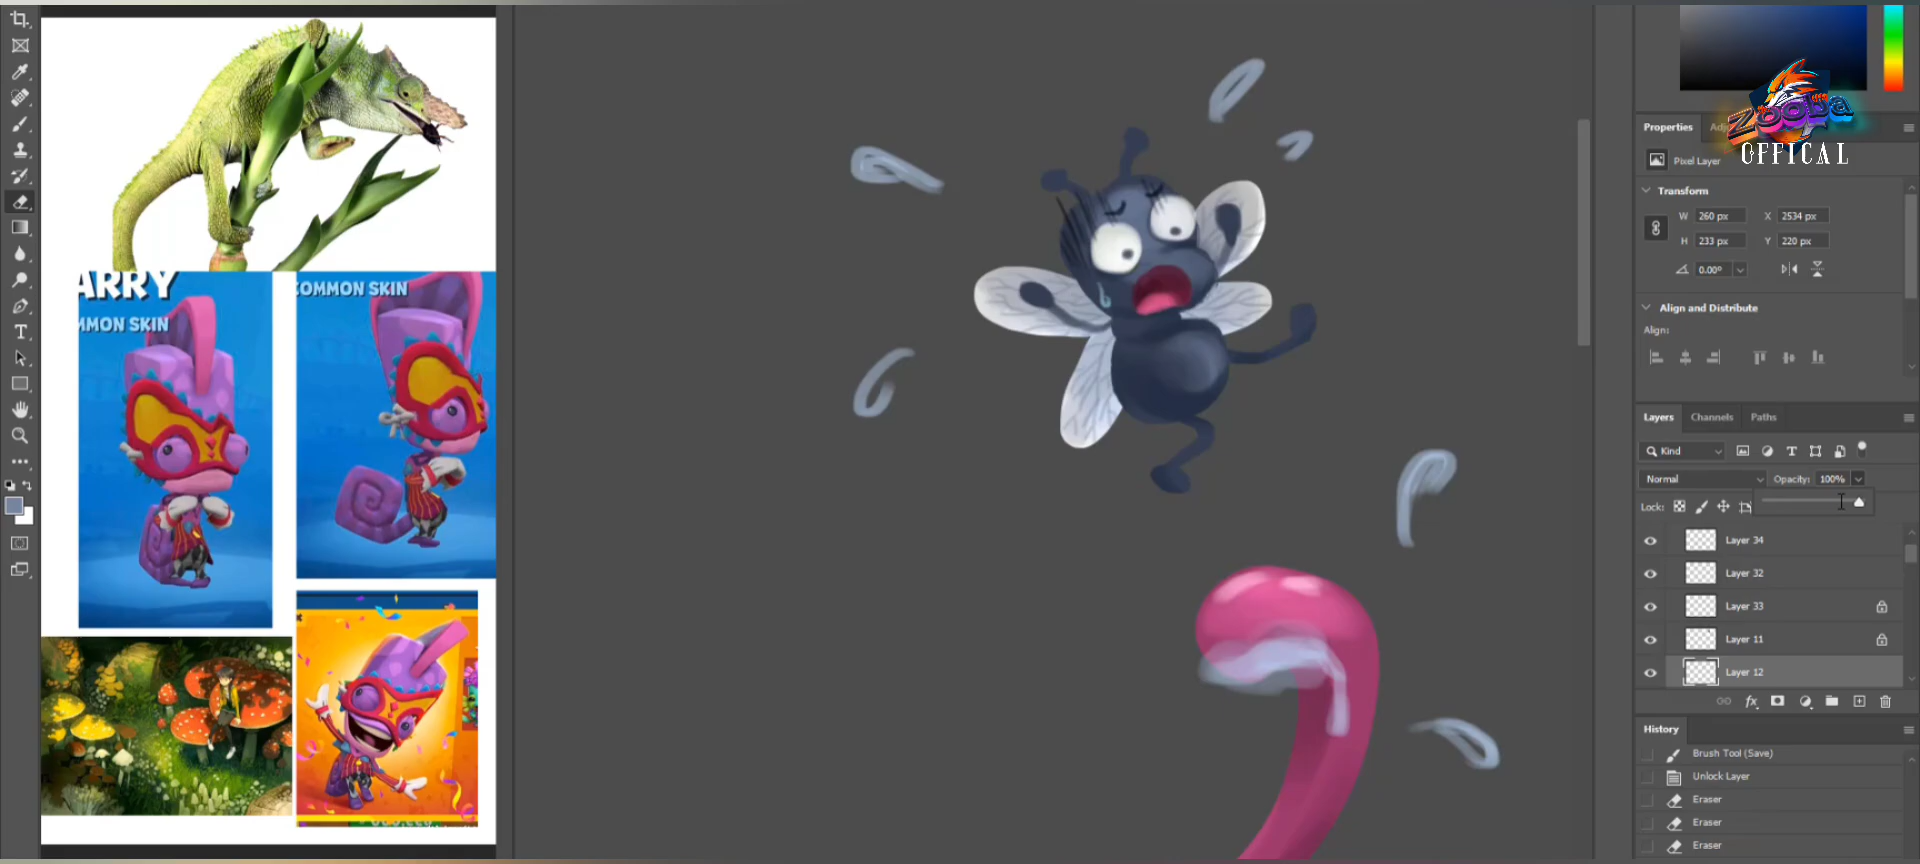 ARRY
MMON SKIN
COMMON SKIN
Zooba
OFFICAL
Properties
Pixel Layer
Transform
W 260 px X 2534 px
H 233 px Y 220 px
0.00°
Align and Distribute
Align:
Layers Channels Paths
Kind
Normal Opacity: 100%
Lock:
Layer 34
Layer 32
Layer 33
Layer 11
Layer 12
fx
History
Brush Tool (Save)
Unlock Layer
Eraser
Eraser
Eraser